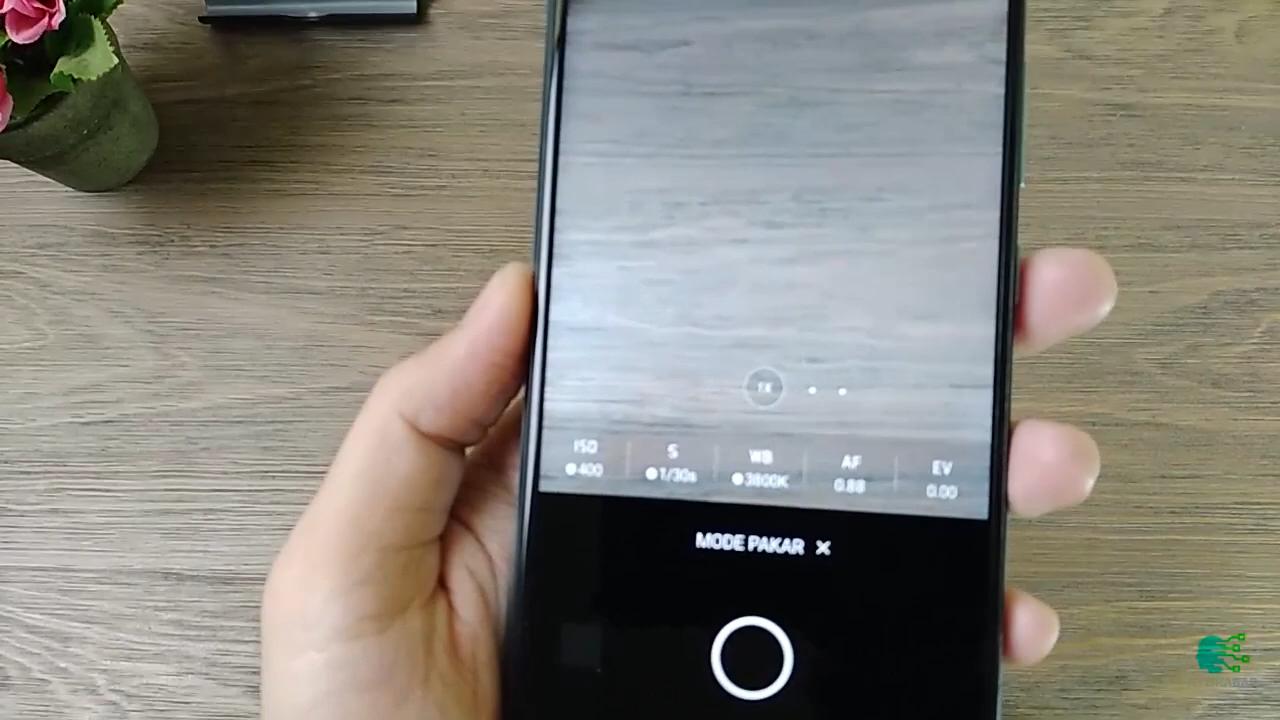 1X
ISO S WB AF EV
400 1/30s 3800K 0.88 0.00
MODE PAKAR ✕